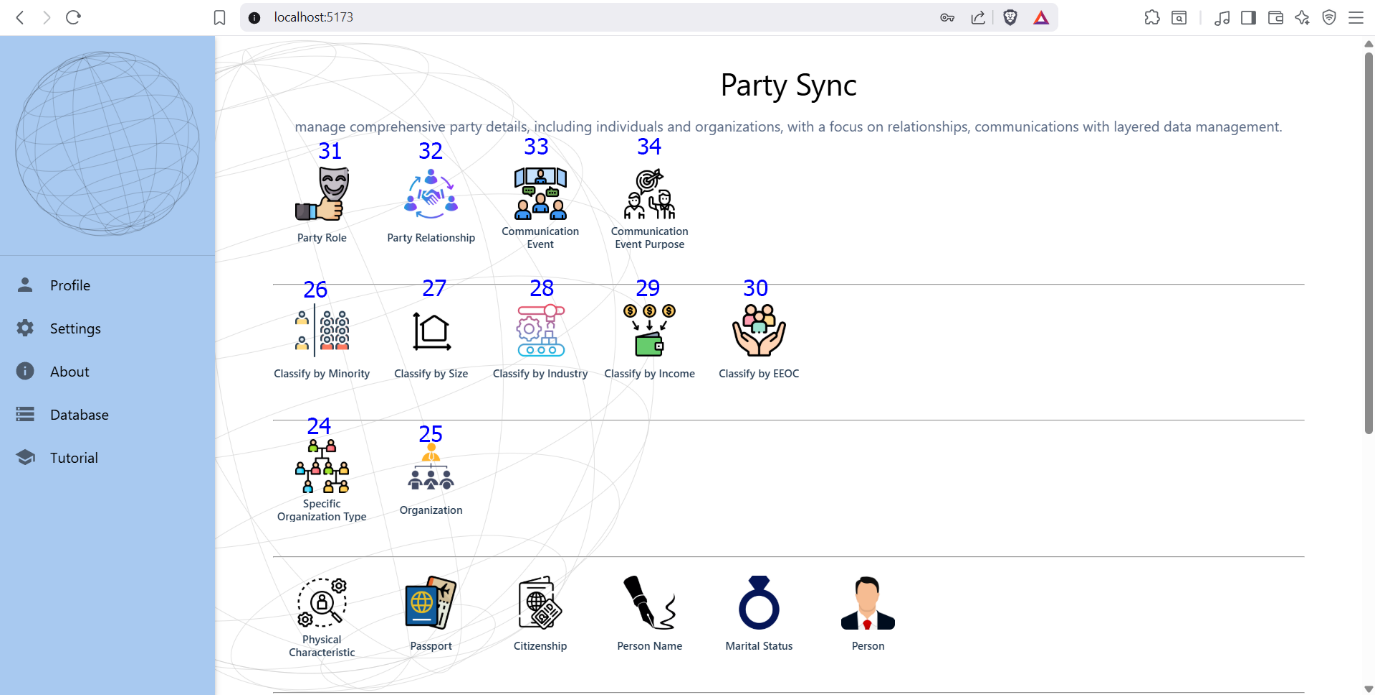 localhost:5173
Party Sync
manage comprehensive party details, including individuals and organizations, with a focus on relationships, communications with layered data management.
31
32
33
34
Party Role
Party Relationship
Communication
Event
Communication
Event Purpose
Profile
Settings
About
Database
Tutorial
26
27
28
29
30
Classify by Minority
Classify by Size
Classify by Industry
Classify by Income
Classify by EEOC
24
25
Specific
Organization Type
Organization
Physical
Characteristic
Passport
Citizenship
Person Name
Marital Status
Person